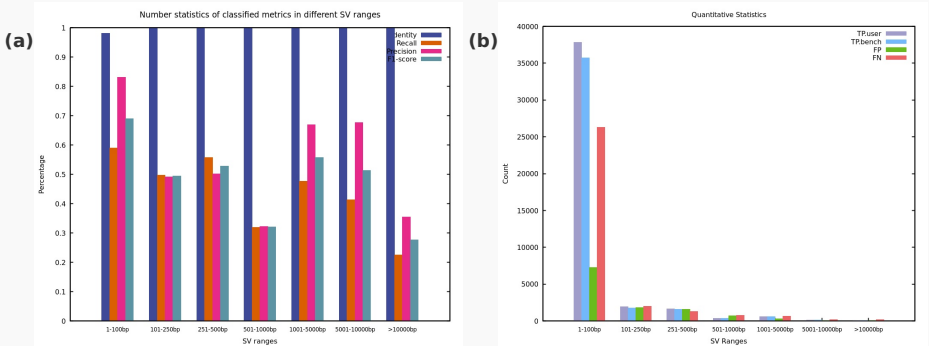 (a)
Number statistics of classified metrics in different SV ranges
Identity
Recall
Precision
F1-score
Percentage
1
0.9
0.8
0.7
0.6
0.5
0.4
0.3
0.2
0.1
0
1-100bp 101-250bp 251-500bp 501-1000bp 1001-5000bp 5001-10000bp >10000bp
SV Ranges
(b)
Quantitative Statistics
TP.user
TP.bench
FP
FN
Count
40000
35000
30000
25000
20000
15000
10000
5000
0
1-100bp 101-250bp 251-500bp 501-1000bp 1001-5000bp 5001-10000bp >10000bp
SV Ranges